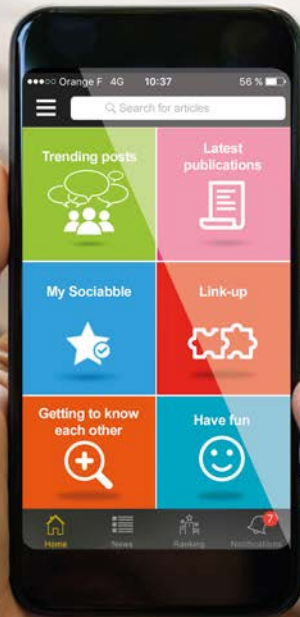 Orange F 4G 10:37 56 %
Search for articles
Trending posts
Latest
publications
My Sociabble
Link-up
Getting to know
each other
Have fun
7
Home News Ranking Notifications